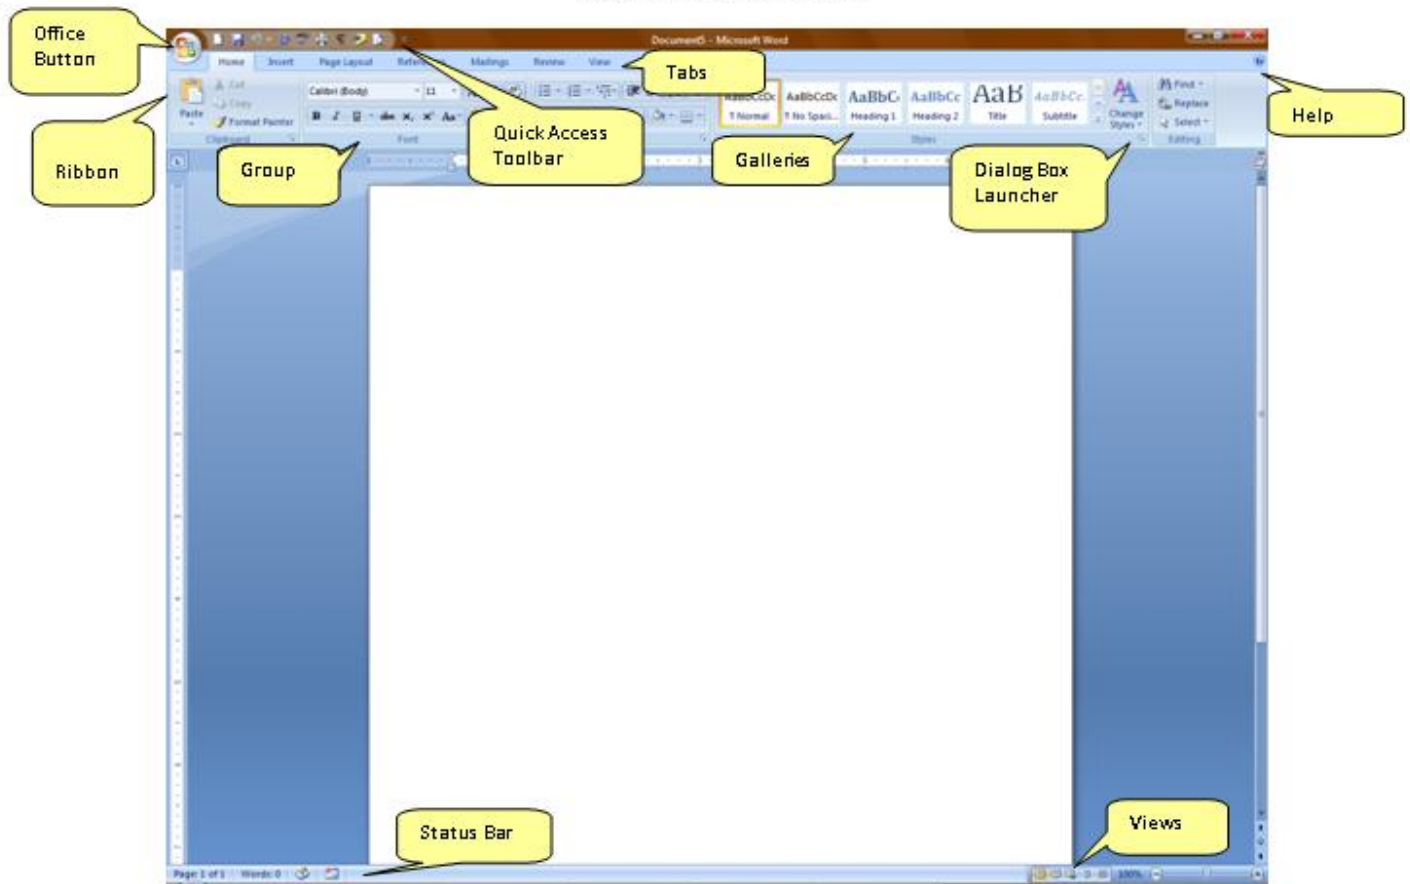 Office
Button
Document5 - Microsoft Word
Home Insert Page Layout Mailings Review View
Tabs
Help
Paste
Cut
Copy
Format Painter
Clipboard
Calibri (Body) 11
Font
AaBbCcDc AaBbCcDc AaBbC AaBbCc AaB AaBbCc.
¶ Normal ¶ No Spaci... Heading 1 Heading 2 Title Subtitle
Change
Styles
Styles
Find
Replace
Select
Editing
Ribbon
Group
Quick Access
Toolbar
Galleries
Dialog Box
Launcher
Status Bar
Views
Page: 1 of 1 Words: 0
100%